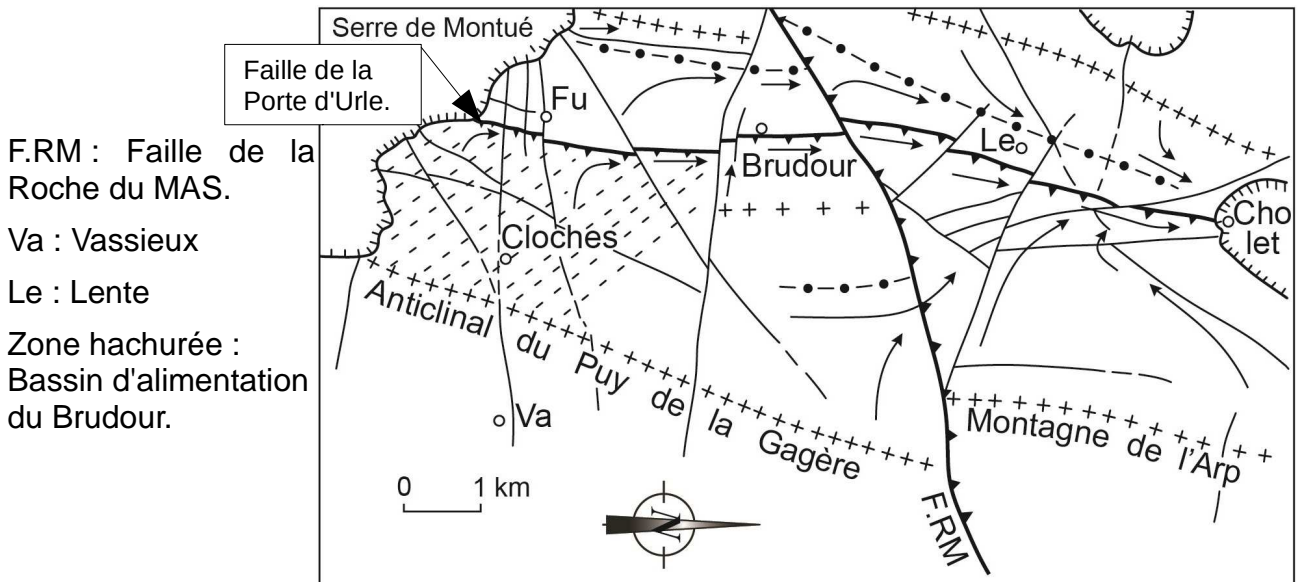 Serre de Montué
Faille de la
Porte d'Urle.
Fu
F.RM : Faille de la
Roche du MAS.
Va : Vassieux
Le : Lente
Zone hachurée :
Bassin d'alimentation
du Brudour.
Brudour
Le
Cho
let
Cloches
Anticlinal du Puy de la Gagère
Va
Montagne de l'Arp
0 1 km
N
F.RM